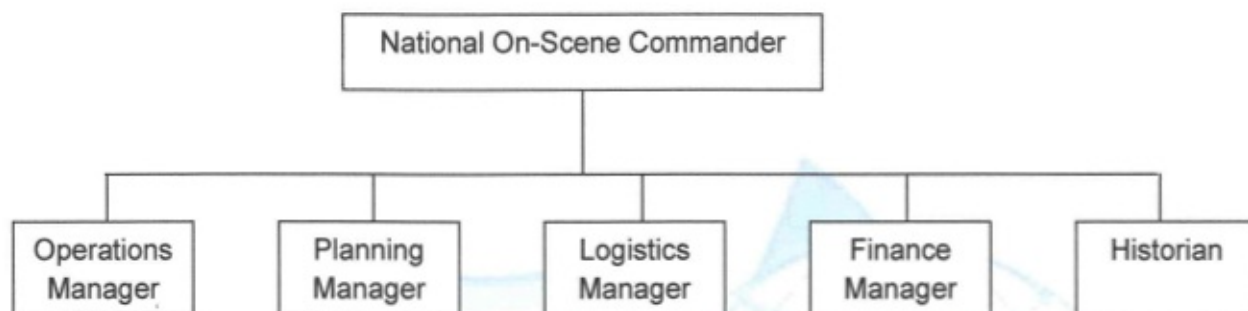 National On-Scene Commander
Operations
Manager
Planning
Manager
Logistics
Manager
Finance
Manager
Historian